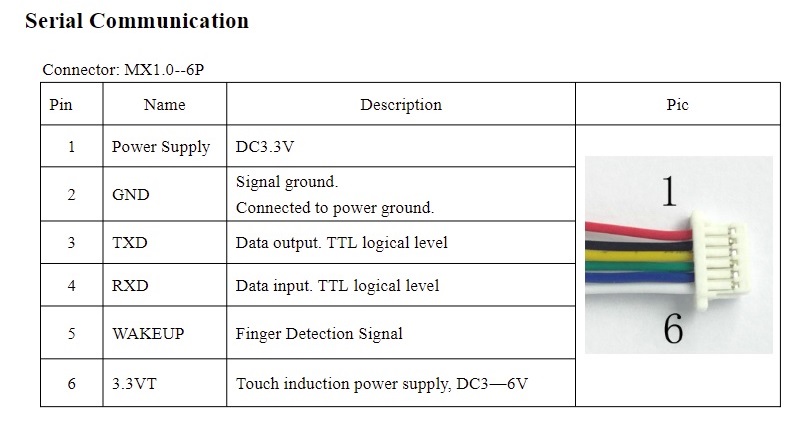 Serial Communication
Connector: MX1.0--6P
Pin Name Description Pic
1 Power Supply DC3.3V
2 GND Signal ground.
Connected to power ground.
3 TXD Data output. TTL logical level
4 RXD Data input. TTL logical level
5 WAKEUP Finger Detection Signal
6 3.3VT Touch induction power supply, DC3—6V
1
6